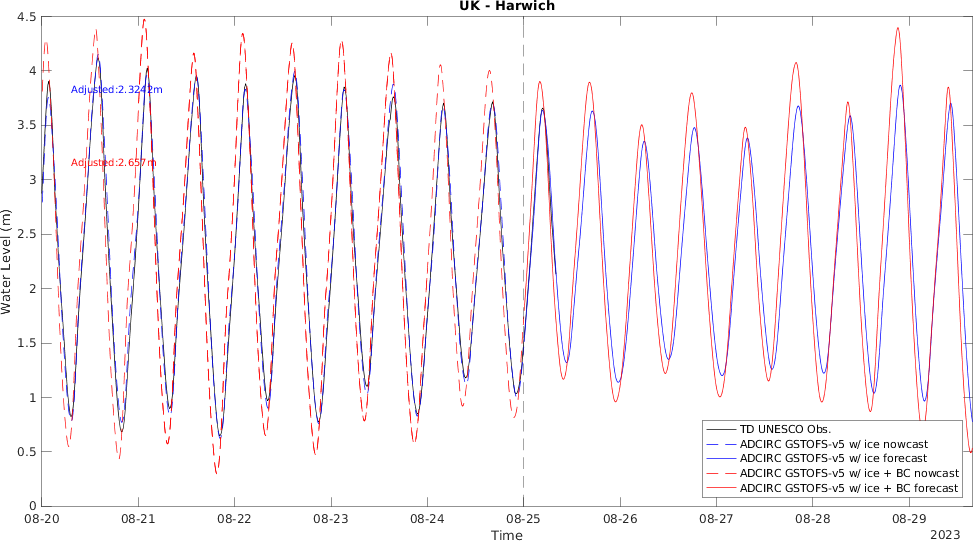 UK - Harwich
4.5
4
3.5
3
2.5
2
1.5
1
0.5
0
Water Level (m)
Adjusted:2.3242m
Adjusted:2.657m
TD UNESCO Obs.
ADCIRC GSTOFS-v5 w/ ice nowcast
ADCIRC GSTOFS-v5 w/ ice forecast
ADCIRC GSTOFS-v5 w/ ice + BC nowcast
ADCIRC GSTOFS-v5 w/ ice + BC forecast
08-20 08-21 08-22 08-23 08-24 08-25 08-26 08-27 08-28 08-29
Time
2023